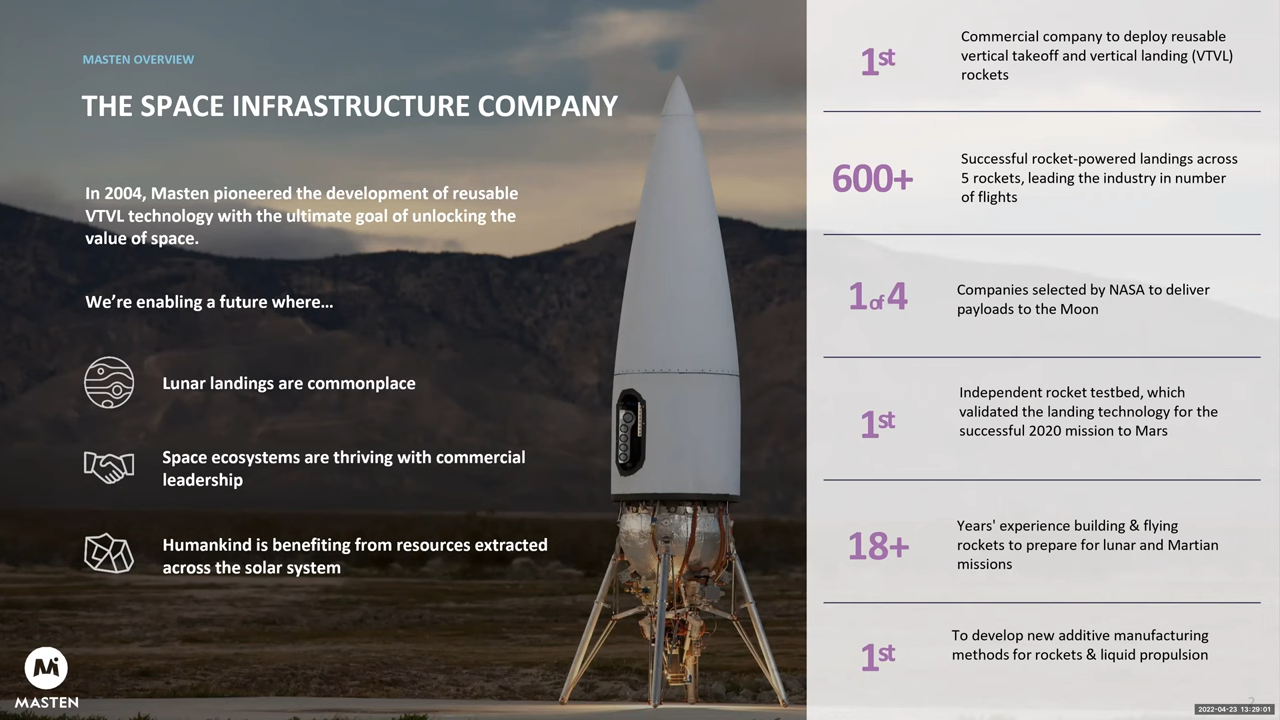 MASTEN OVERVIEW
THE SPACE INFRASTRUCTURE COMPANY
In 2004, Masten pioneered the development of reusable
VTVL technology with the ultimate goal of unlocking the
value of space.
We’re enabling a future where…
Lunar landings are commonplace
Space ecosystems are thriving with commercial
leadership
Humankind is benefiting from resources extracted
across the solar system
MASTEN
1st
Commercial company to deploy reusable
vertical takeoff and vertical landing (VTVL)
rockets
600+
Successful rocket-powered landings across
5 rockets, leading the industry in number
of flights
1 of 4
Companies selected by NASA to deliver
payloads to the Moon
1st
Independent rocket testbed, which
validated the landing technology for the
successful 2020 mission to Mars
18+
Years' experience building & flying
rockets to prepare for lunar and Martian
missions
1st
To develop new additive manufacturing
methods for rockets & liquid propulsion
2
2022-04-23 13:29:01